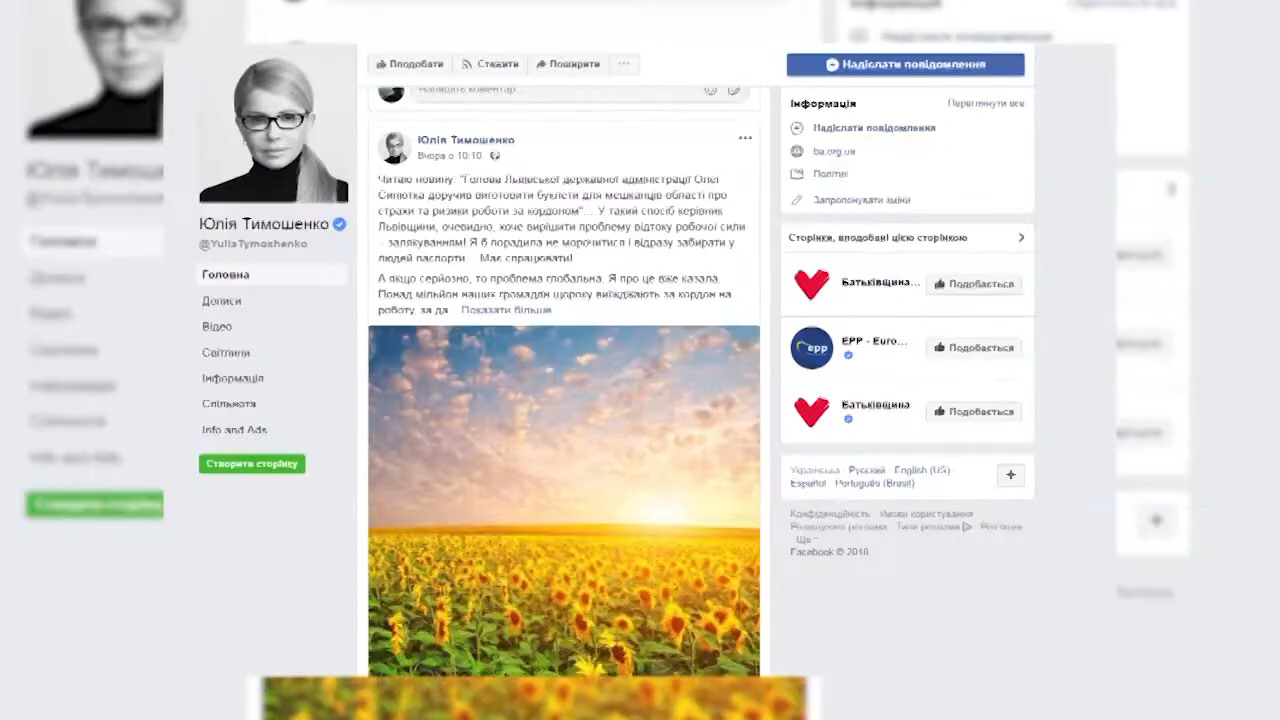 Подобати
Стежити
Поширити
Надіслати повідомлення
Юлія Тимошенко
@YuliaTymoshenko
Головна
Дописи
Відео
Світлини
Інформація
Спільнота
Info and Ads
Створити сторінку
Напишіть коментар...
Юлія Тимошенко
Вчора о 10:10
Читаю новину: "Голова Львівської державної адміністрації Олег
Синютка доручив виготовити буклети для мешканців області про
страхи та ризики роботи за кордоном"... У такий спосіб керівник
Львівщини, очевидно, хоче вирішити проблему відтоку робочої сили
- залякуванням! Я б порадила не морочитися і відразу забирати у
людей паспорти... Має спрацювати!
А якщо серйозно, то проблема глобальна. Я про це вже казала.
Понад мільйон наших громадян щороку виїжджають за кордон на
роботу, за да... Показати більше
Інформація
Переглянути все
Надіслати повідомлення
ba.org.ua
Політик
Запропонувати зміни
Сторінки, вподобані цією сторінкою
Батьківщина...
Подобається
epp
EPP - Euro...
Подобається
Батьківщина
Подобається
Українська · Русский · English (US) ·
Español · Português (Brasil)
Конфіденційність · Умови користування
Розміщення реклами
Ще
Facebook © 2018